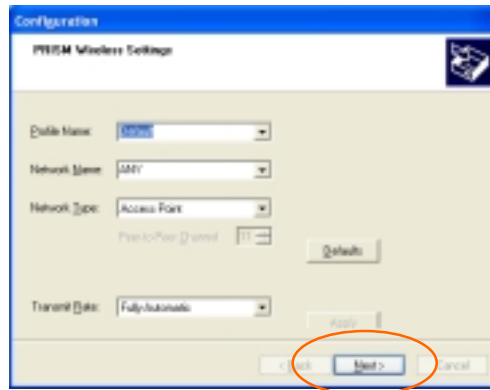 Configuration
PRISM Wireless Settings
Profile Name: Default
Network Name: ANY
Network Type: Access Point
Peer-to-Peer Channel 11
Defaults
Transmit Rate: Fully Automatic
Apply
< Back Next > Cancel